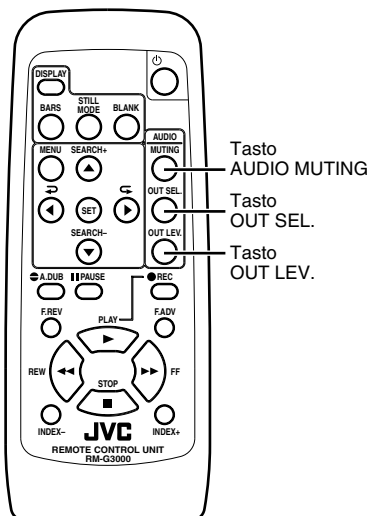 DISPLAY
BARS
STILL
MODE
BLANK
AUDIO
MENU
SEARCH+
MUTING
Tasto
AUDIO MUTING
OUT SEL.
Tasto
OUT SEL.
SET
SEARCH–
OUT LEV.
Tasto
OUT LEV.
A.DUB
PAUSE
REC
F.REV
PLAY
F.ADV
REW
FF
STOP
INDEX–
INDEX+
JVC
REMOTE CONTROL UNIT
RM-G3000